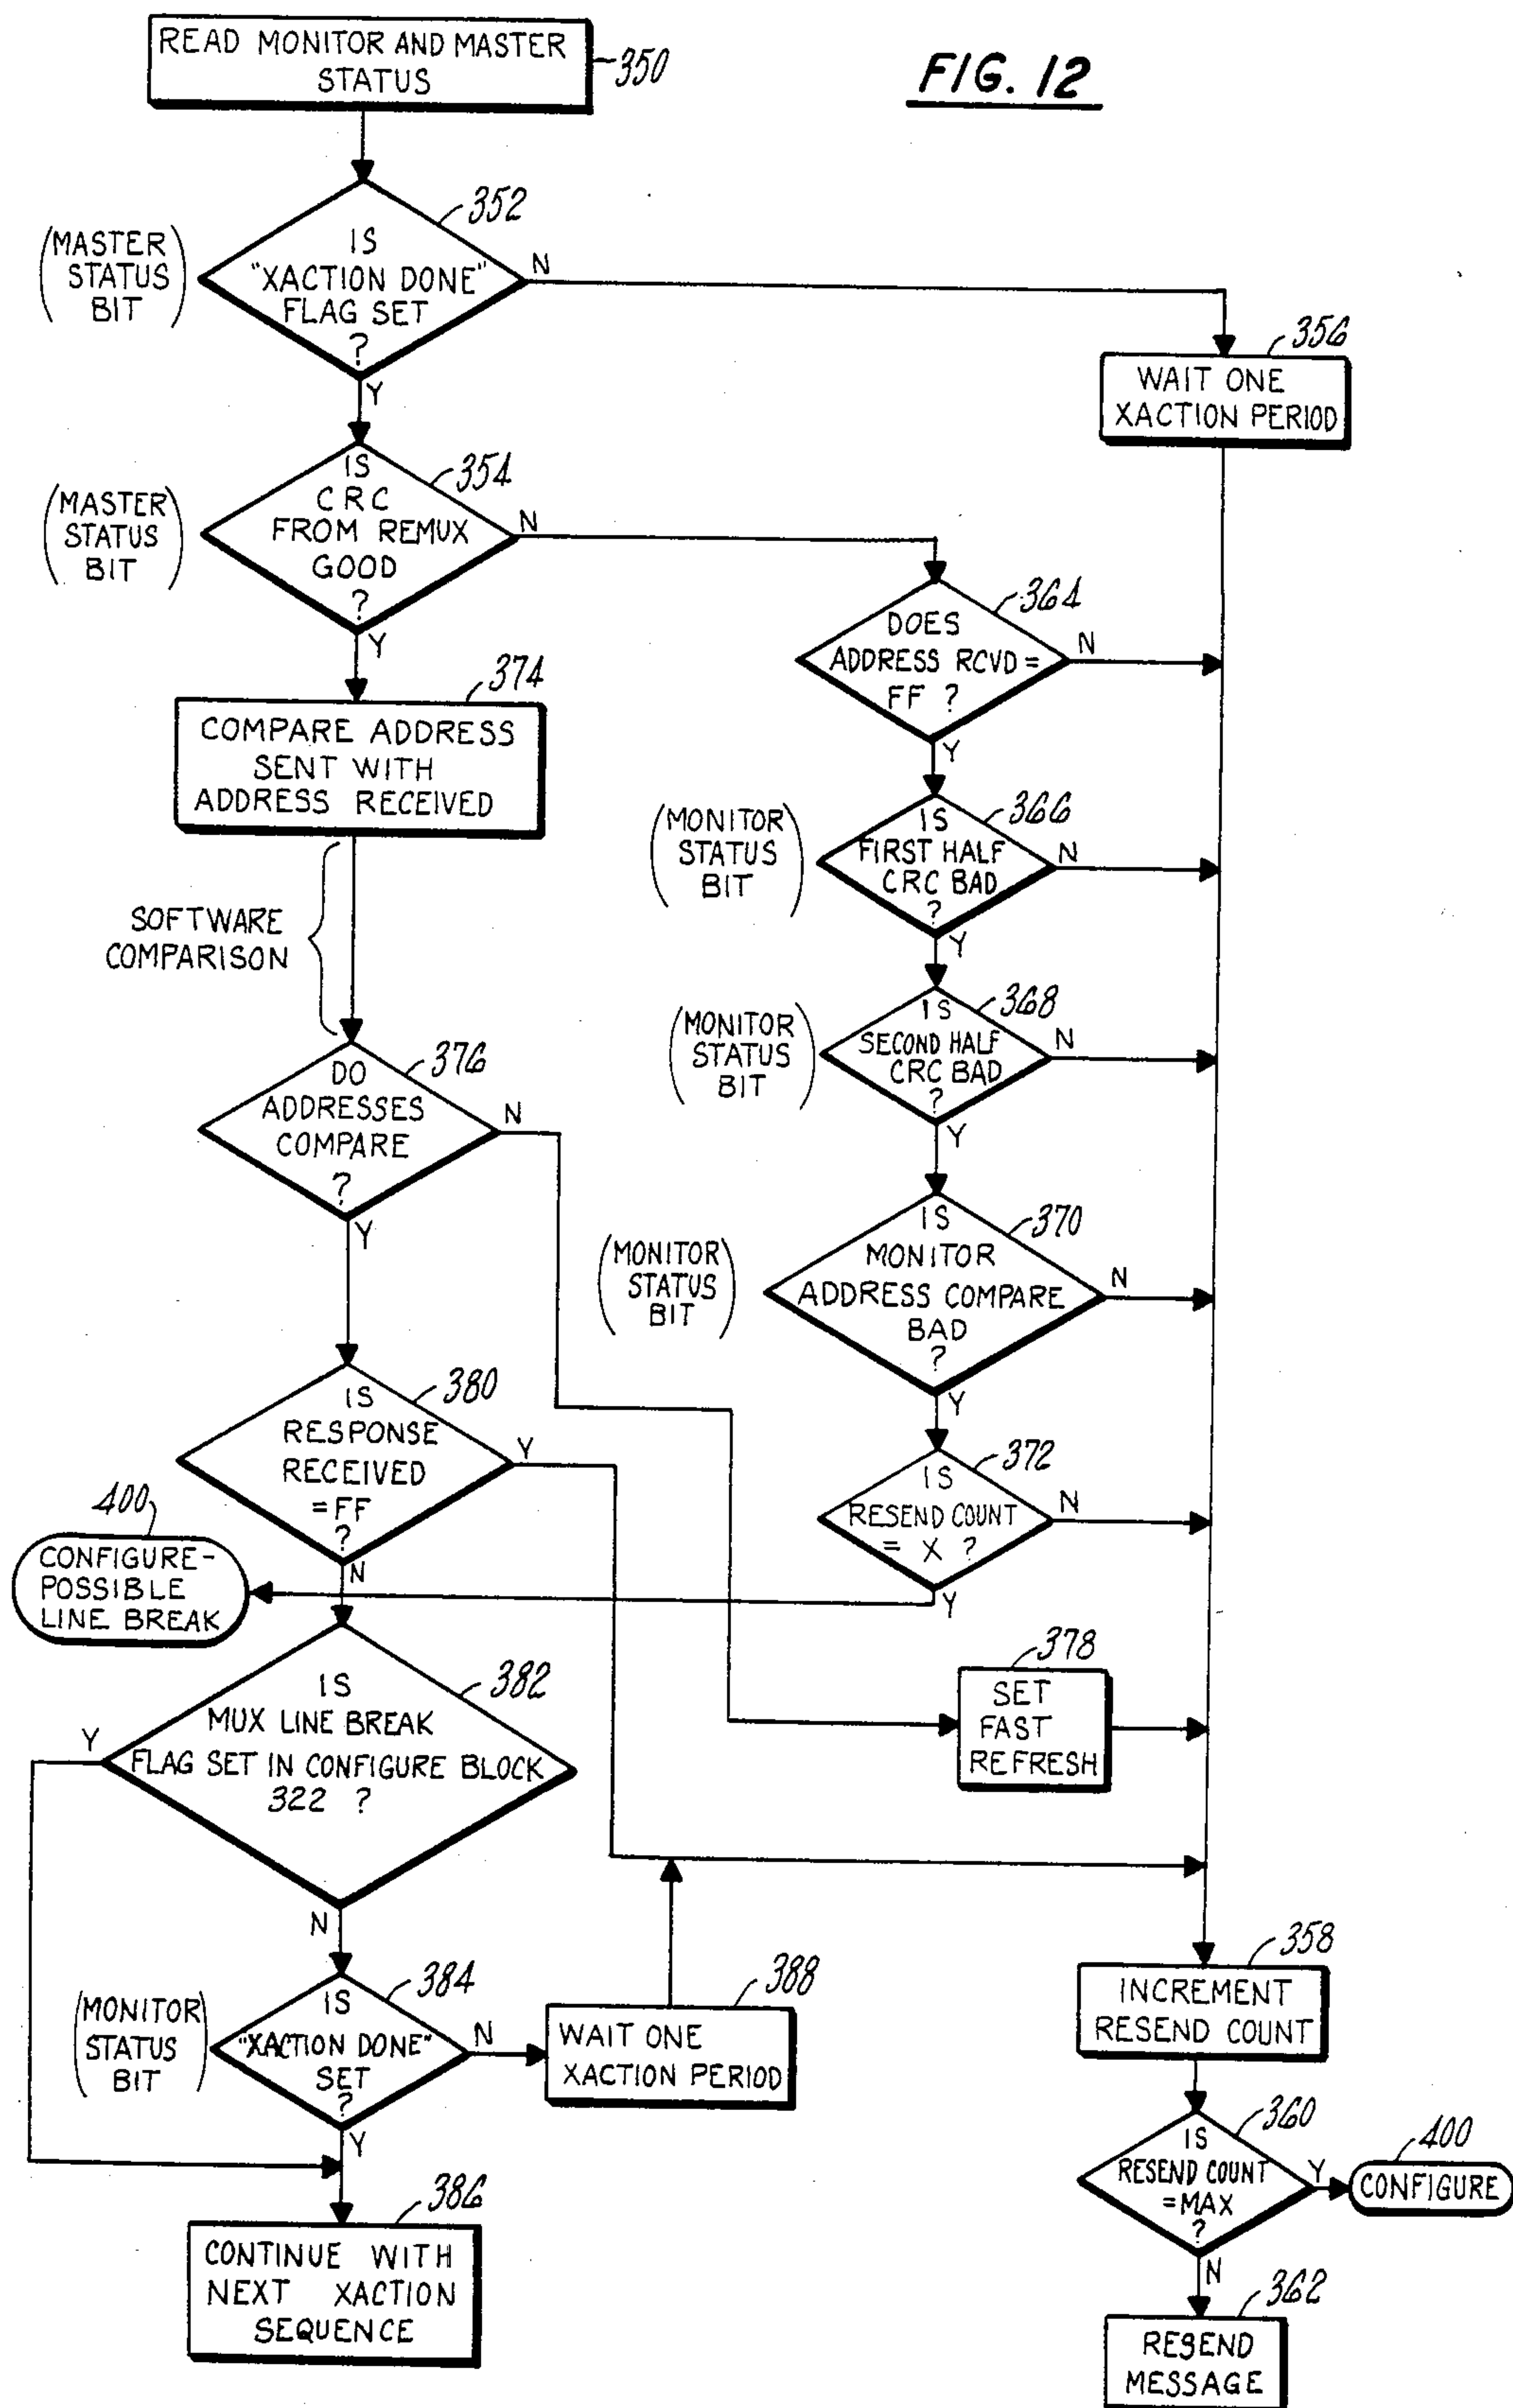 FIG. 12
READ MONITOR AND MASTER
STATUS
350
352
(MASTER
STATUS
BIT)
IS
"XACTION DONE"
FLAG SET
?
N
Y
356
WAIT ONE
XACTION PERIOD
354
(MASTER
STATUS
BIT)
IS
CRC
FROM REMUX
GOOD
?
N
Y
364
DOES
ADDRESS RCVD =
FF ?
N
Y
374
COMPARE ADDRESS
SENT WITH
ADDRESS RECEIVED
366
(MONITOR
STATUS
BIT)
IS
FIRST HALF
CRC BAD
?
N
Y
SOFTWARE
COMPARISON
368
(MONITOR
STATUS
BIT)
IS
SECOND HALF
CRC BAD
?
N
Y
376
DO
ADDRESSES
COMPARE
?
N
Y
370
(MONITOR
STATUS
BIT)
IS
MONITOR
ADDRESS COMPARE
BAD
?
N
Y
380
IS
RESPONSE
RECEIVED
=FF
?
Y
N
372
IS
RESEND COUNT
= X ?
N
Y
400
CONFIGURE-
POSSIBLE
LINE BREAK
378
SET
FAST
REFRESH
382
IS
MUX LINE BREAK
FLAG SET IN CONFIGURE BLOCK
322 ?
Y
N
384
(MONITOR
STATUS
BIT)
IS
"XACTION DONE"
SET
?
N
Y
388
WAIT ONE
XACTION PERIOD
358
INCREMENT
RESEND COUNT
360
IS
RESEND COUNT
=MAX
?
Y
N
400
CONFIGURE
386
CONTINUE WITH
NEXT XACTION
SEQUENCE
362
RESEND
MESSAGE